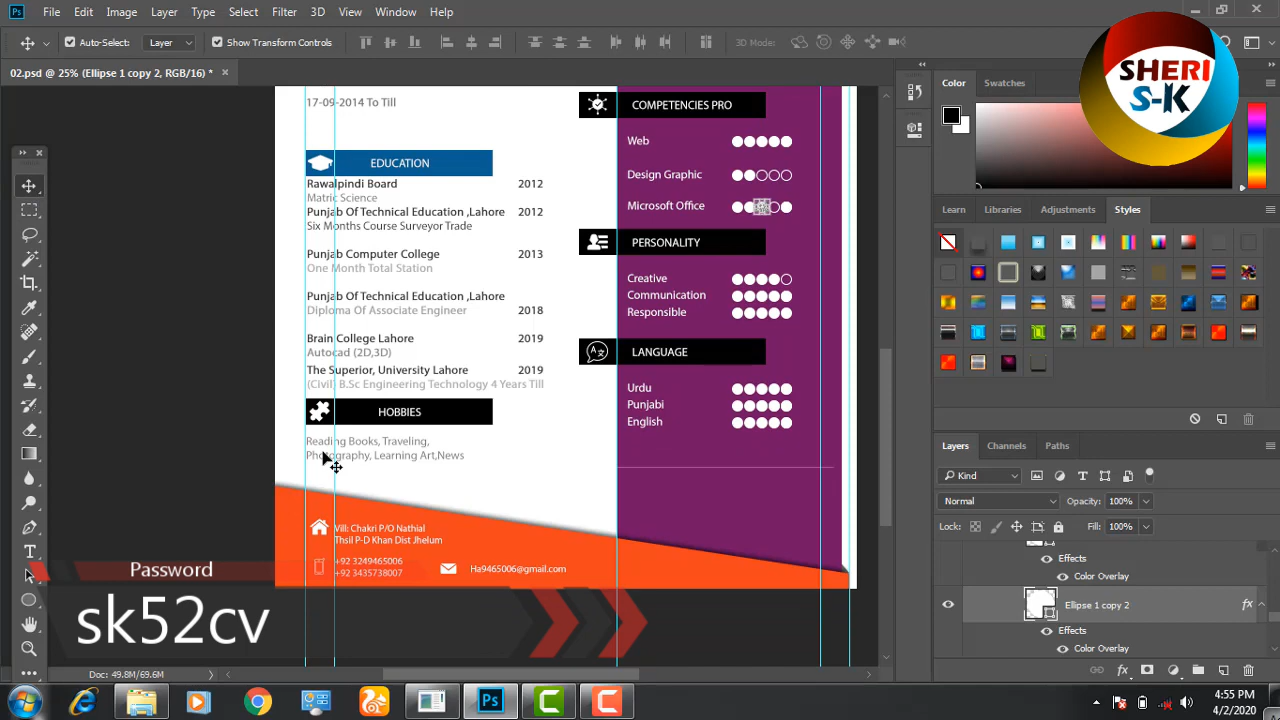 File Edit Image Layer Type Select Filter 3D View Window Help
Auto-Select: Layer Show Transform Controls 3D Mode:
02.psd @ 25% (Ellipse 1 copy 2, RGB/16) *
SHERI
S-K
17-09-2014 To Till
EDUCATION
Rawalpindi Board 2012
Matric Science
Punjab Of Technical Education ,Lahore 2012
Six Months Course Surveyor Trade
Punjab Computer College 2013
One Month Total Station
Punjab Of Technical Education ,Lahore
Diploma Of Associate Engineer 2018
Brain College Lahore 2019
Autocad (2D,3D)
The Superior, University Lahore 2019
(Civil) B.Sc Engineering Technology 4 Years Till
HOBBIES
Reading Books, Traveling,
Photography, Learning Art,News
Vill: Chakri P/O Nathial
Thsil P-D Khan Dist Jhelum
+92 3249465006
+92 3435738007
Ha9465006@gmail.com
COMPETENCIES PRO
Web
Design Graphic
Microsoft Office
PERSONALITY
Creative
Communication
Responsible
LANGUAGE
Urdu
Punjabi
English
Password
sk52cv
Doc: 49.8M/69.6M
Color Swatches
Learn Libraries Adjustments Styles
Layers Channels Paths
Kind
Normal Opacity: 100%
Lock: Fill: 100%
Effects
Color Overlay
Ellipse 1 copy 2 fx
Effects
Color Overlay
fx
Ps
4:55 PM
4/2/2020